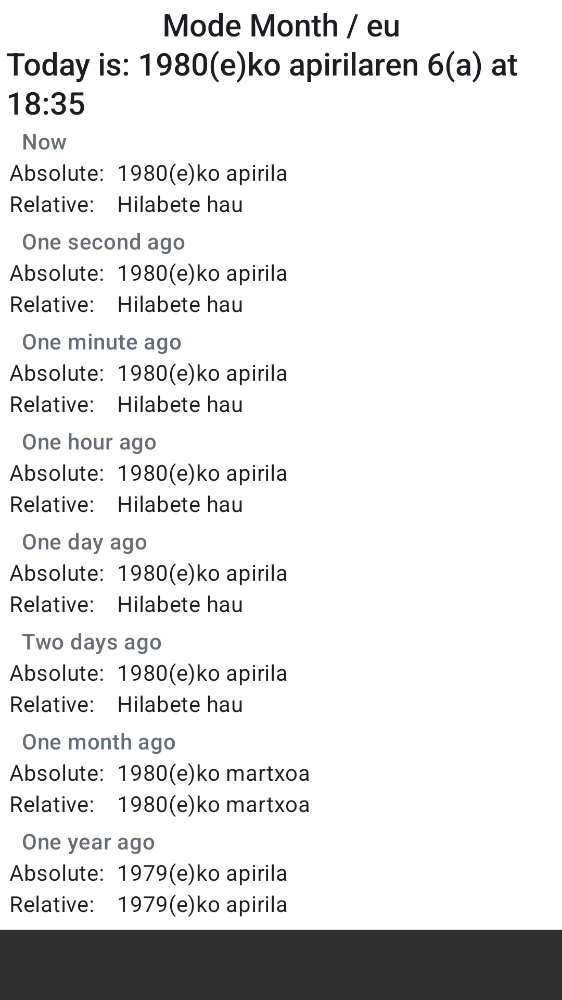 Mode Month / eu
Today is: 1980(e)ko apirilaren 6(a) at
18:35
Now
Absolute: 1980(e)ko apirila
Relative: Hilabete hau
One second ago
Absolute: 1980(e)ko apirila
Relative: Hilabete hau
One minute ago
Absolute: 1980(e)ko apirila
Relative: Hilabete hau
One hour ago
Absolute: 1980(e)ko apirila
Relative: Hilabete hau
One day ago
Absolute: 1980(e)ko apirila
Relative: Hilabete hau
Two days ago
Absolute: 1980(e)ko apirila
Relative: Hilabete hau
One month ago
Absolute: 1980(e)ko martxoa
Relative: 1980(e)ko martxoa
One year ago
Absolute: 1979(e)ko apirila
Relative: 1979(e)ko apirila